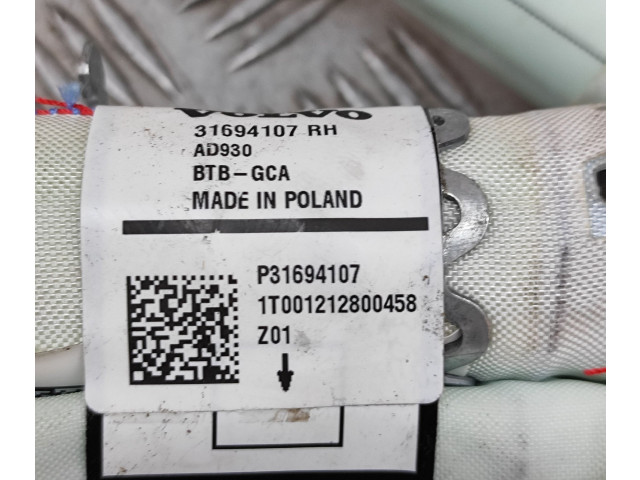 VOLVO
31694107 RH
AD930
BTB-GCA
MADE IN POLAND
P31694107
1T001212800458
Z01